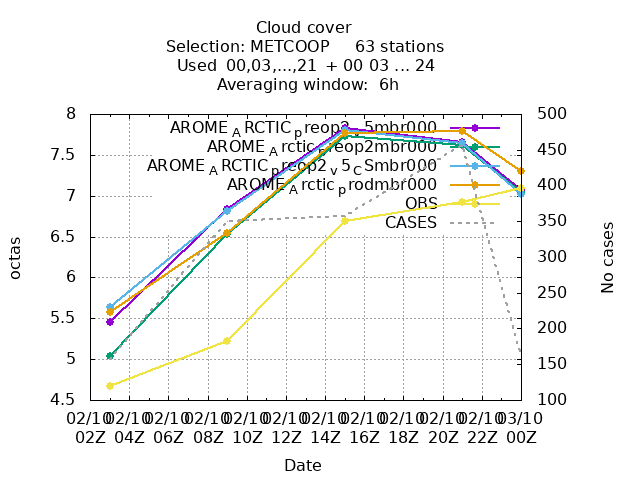 Cloud cover
Selection: METCOOP 63 stations
Used 00,03,...,21 + 00 03 ... 24
Averaging window: 6h
8
7.5
7
6.5
6
5.5
5
4.5
500
450
400
350
300
250
200
150
100
AROME_ARCTIC_preop2_v5mbr000
AROME_Arctic_preop2mbr000
AROME_ARCTIC_preop2_v5_CSmbr000
AROME_Arctic_prodmbr000
OBS
CASES
octas
No cases
02/10 02/10 02/10 02/10 02/10 02/10 02/10 02/10 02/10 02/10 02/10 03/10
02Z 04Z 06Z 08Z 10Z 12Z 14Z 16Z 18Z 20Z 22Z 00Z
Date